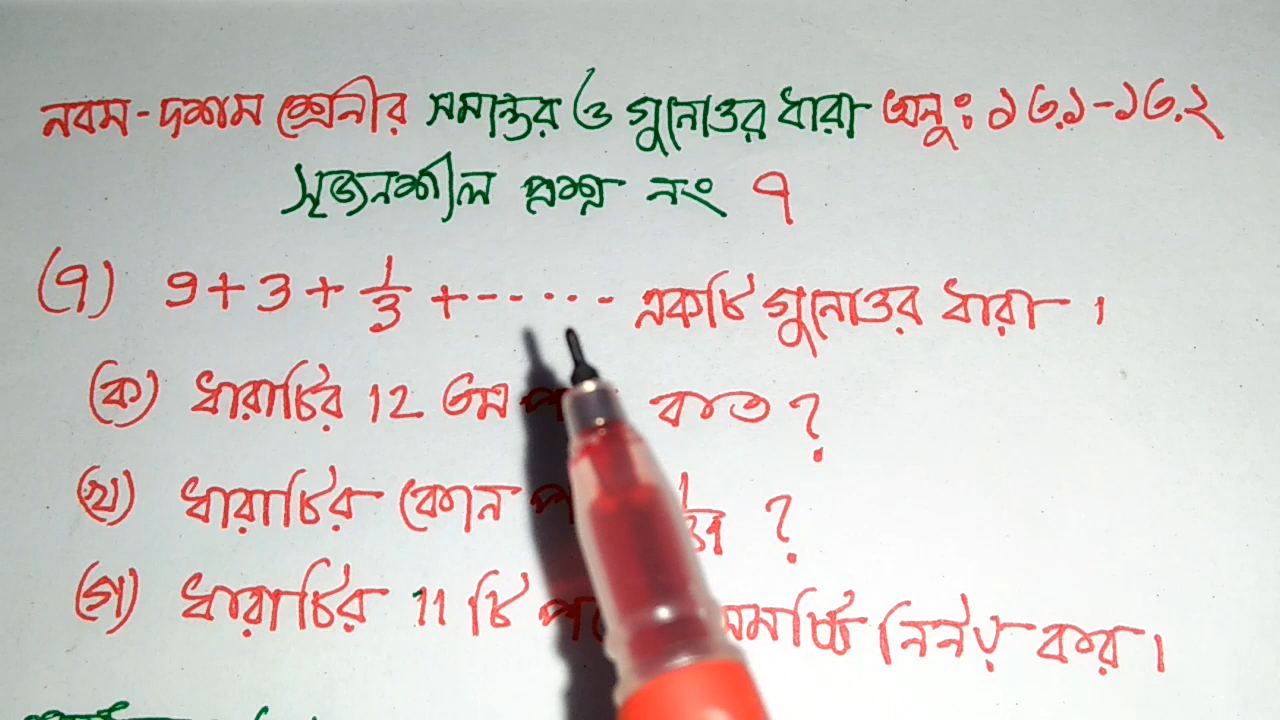 নবম-দশম শ্রেনীর সমান্তর ও গুনোত্তর ধারা অনু: ১৩.১-১৩.২
সৃজনশীল প্রশ্ন নং ৭
(৭) 9+3+1/3+------ একটি গুনোত্তর ধারা ।
(ক) ধারাটির 12 তম কত ?
(খ) ধারাটির কোন ?
(গ) ধারাটির 11 টি সমষ্টি নির্নয় কর ।